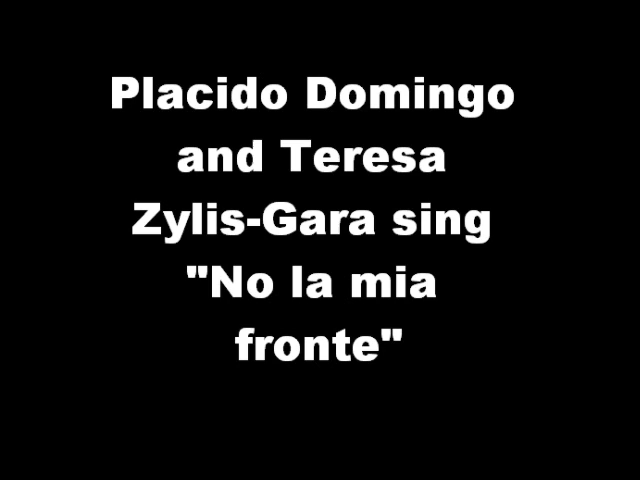 Placido Domingo
and Teresa
Zylis-Gara sing
"No la mia
fronte"